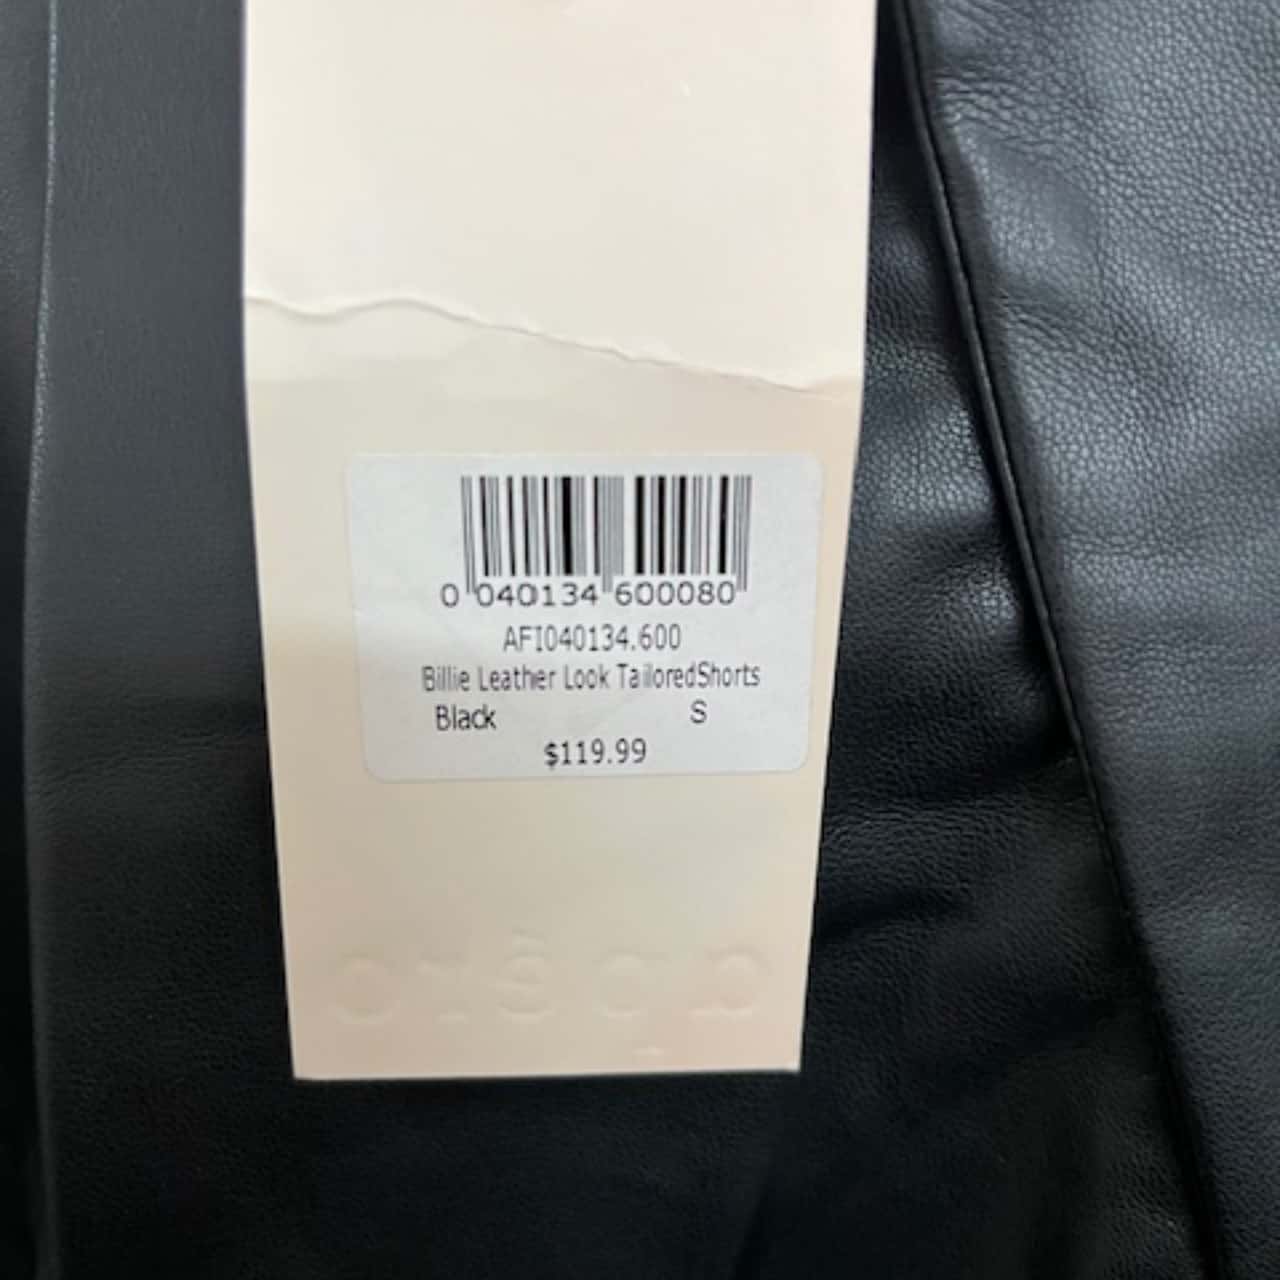 0 040134 600080
AFI040134.600
Billie Leather Look TailoredShorts
Black S
$119.99